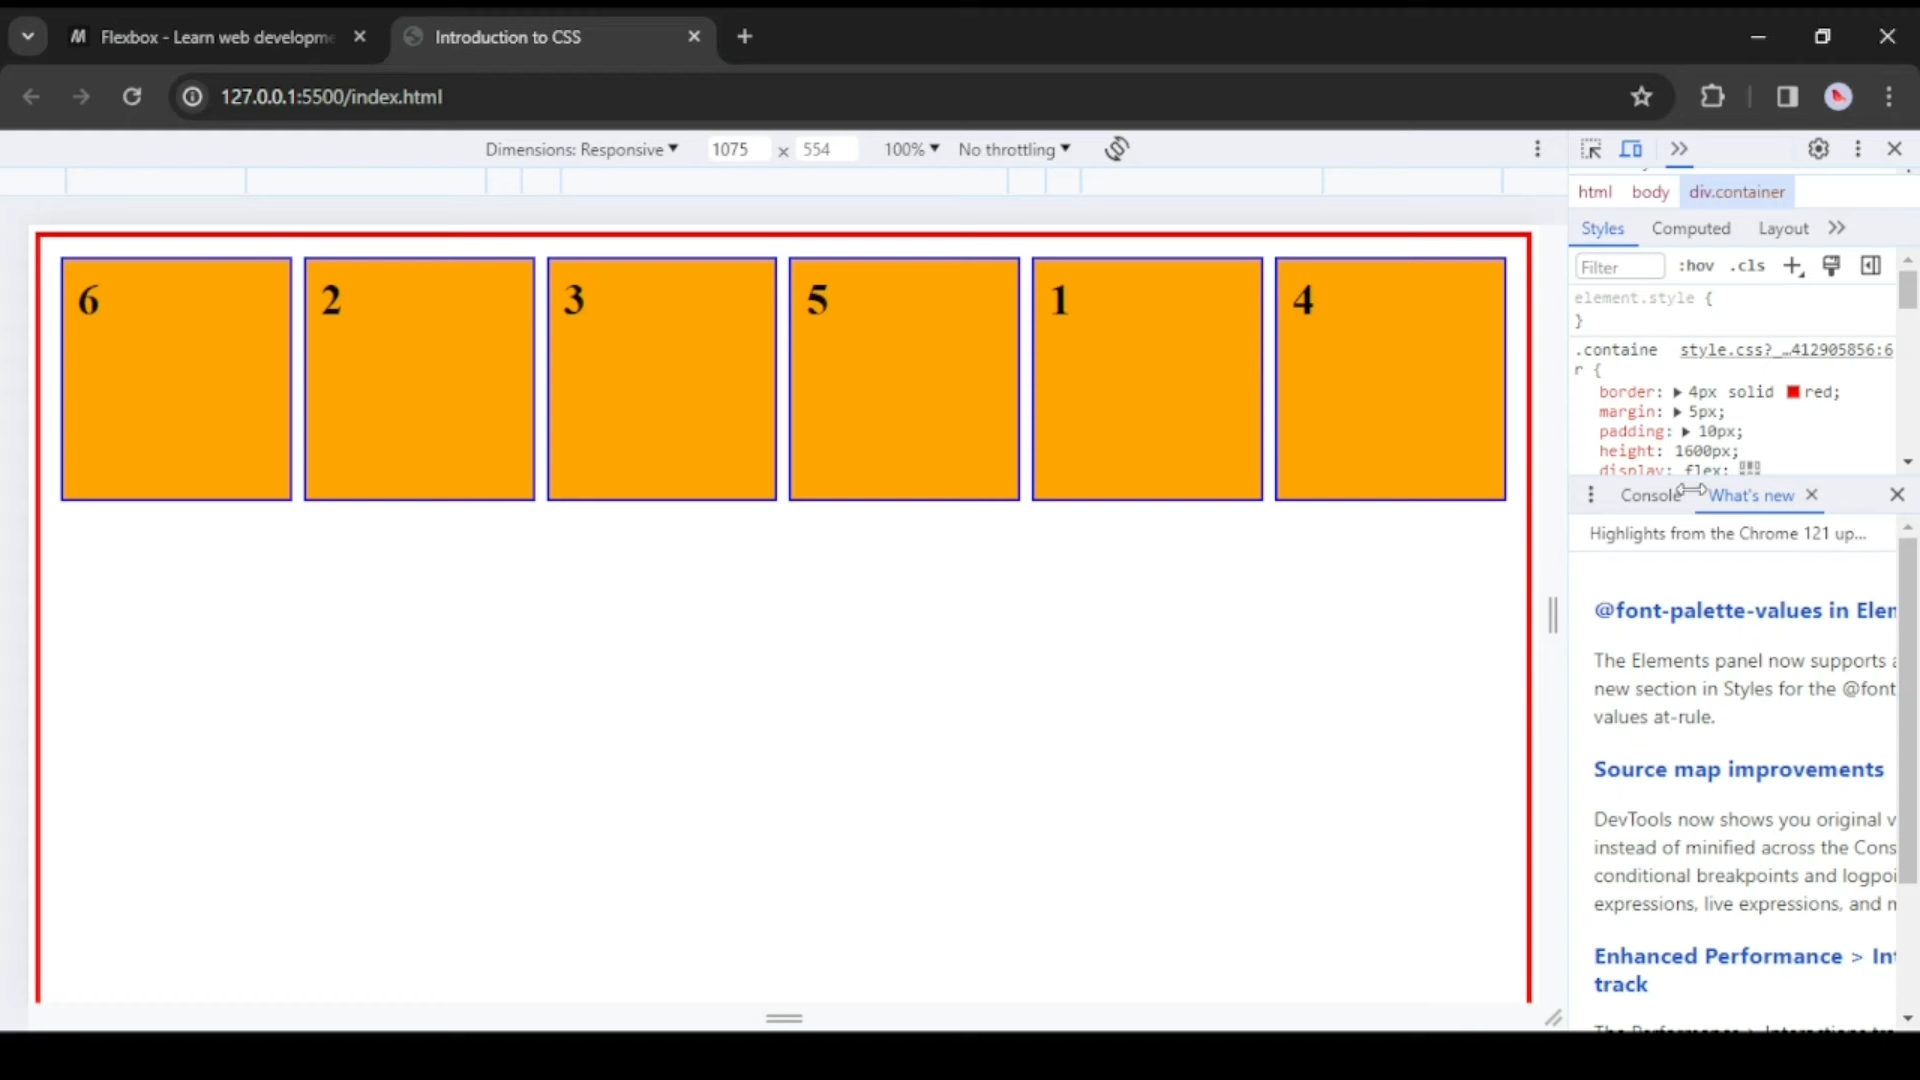 Flexbox - Learn web developme
Introduction to CSS
127.0.0.1:5500/index.html
Dimensions: Responsive 1075 x 554 100% No throttling
html body div.container
Styles Computed Layout
Filter :hov .cls
element.style {
}
.containe style.css?_…412905856:6
r {
border: 4px solid red;
margin: 5px;
padding: 10px;
height: 1600px;
display: flex;
6 2 3 5 1 4
Console What's new
Highlights from the Chrome 121 up...
@font-palette-values in Elem
The Elements panel now supports a
new section in Styles for the @font
values at-rule.
Source map improvements
DevTools now shows you original v
instead of minified across the Cons
conditional breakpoints and logpoi
expressions, live expressions, and m
Enhanced Performance > Int
track